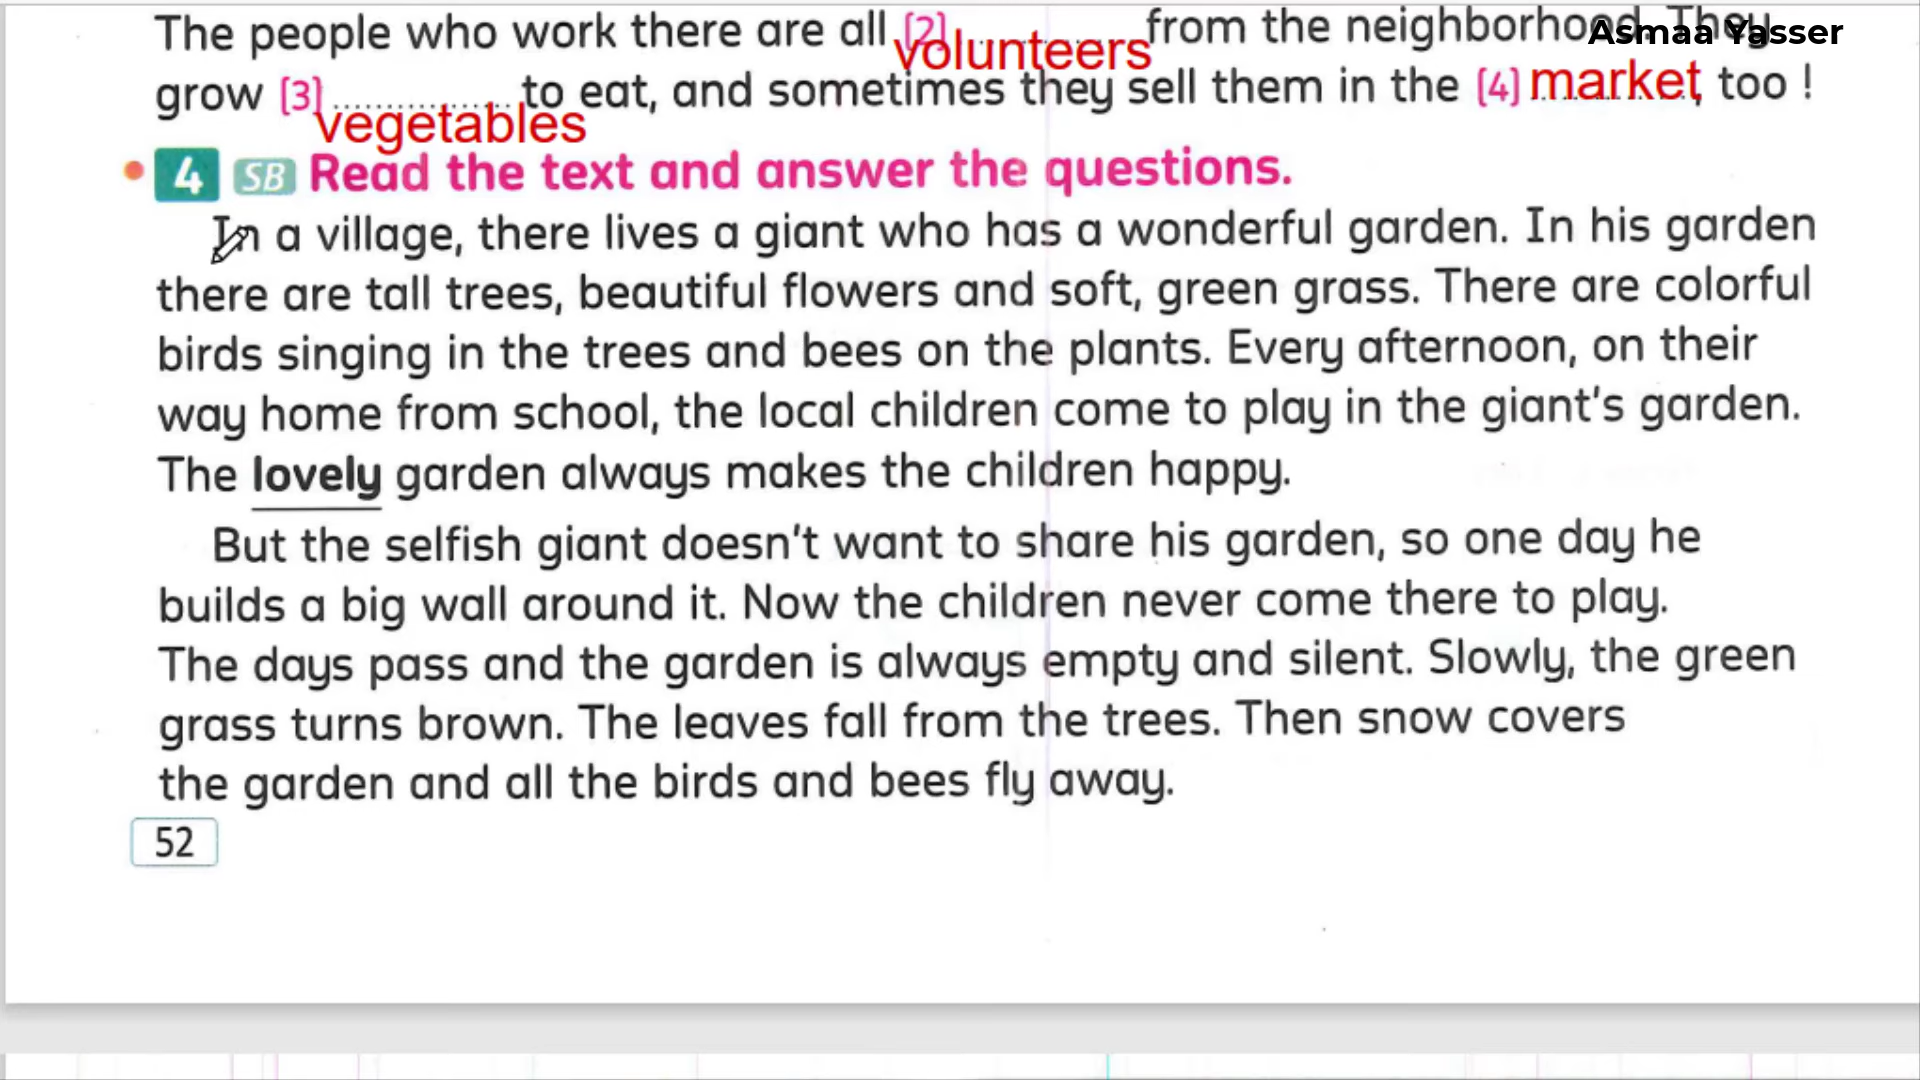 The people who work there are all (2) volunteers from the neighborhood. They
Asmaa Yasser
grow (3) ................. to eat, and sometimes they sell them in the (4) market, too !
vegetables
4 SB Read the text and answer the questions.
In a village, there lives a giant who has a wonderful garden. In his garden
there are tall trees, beautiful flowers and soft, green grass. There are colorful
birds singing in the trees and bees on the plants. Every afternoon, on their
way home from school, the local children come to play in the giant's garden.
The lovely garden always makes the children happy.
But the selfish giant doesn't want to share his garden, so one day he
builds a big wall around it. Now the children never come there to play.
The days pass and the garden is always empty and silent. Slowly, the green
grass turns brown. The leaves fall from the trees. Then snow covers
the garden and all the birds and bees fly away.
52